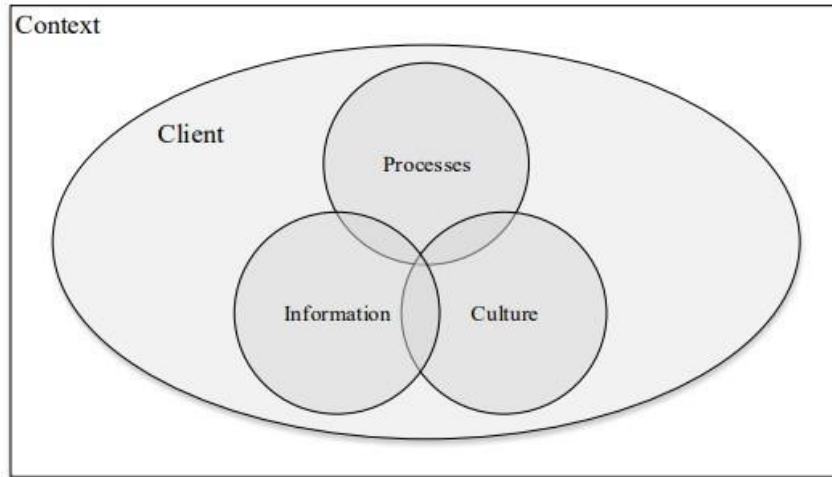 Context
Client
Processes
Information
Culture